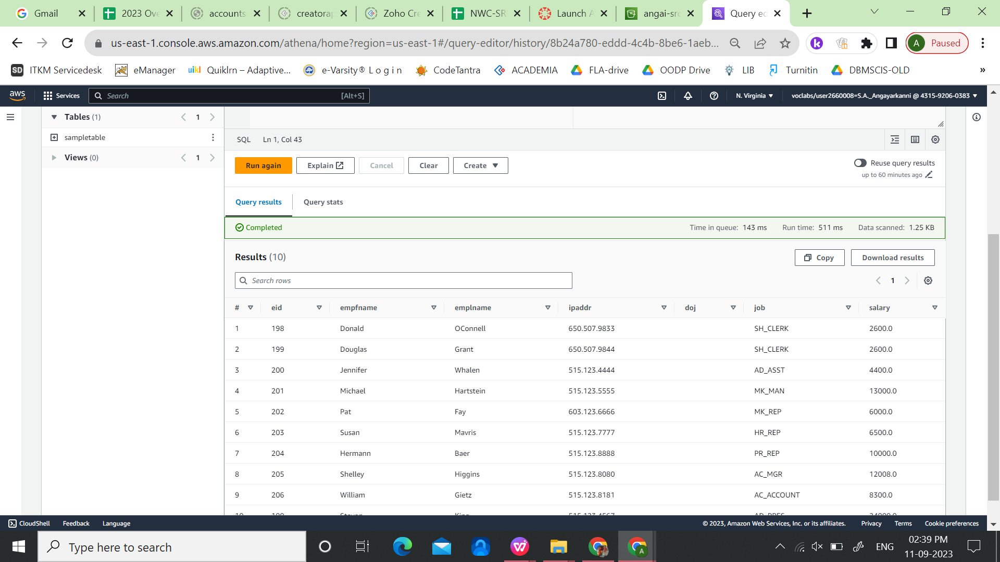 Gmail
2023 Ove
accounts
creatorap
Zoho Cre
NWC-SR
Launch A
angai-src
Query ed
us-east-1.console.aws.amazon.com/athena/home?region=us-east-1#/query-editor/history/8b24a780-eddd-4c4b-8be6-1aeb...
A Paused
SD ITKM Servicedesk
eManager
uikl Quiklrn – Adaptive...
e-Varsity® L o g i n
CodeTantra
ACADEMIA
FLA-drive
OODP Drive
LIB
Turnitin
DBMSCIS-OLD
»
aws
Services
Search [Alt+S]
N. Virginia
voclabs/user2660008=S.A._Angayarkanni @ 4315-9206-0383
Tables (1) 1
sampletable
Views (0) 1
SQL Ln 1, Col 43
Run again Explain Cancel Clear Create
Reuse query results
up to 60 minutes ago
Query results Query stats
Completed Time in queue: 143 ms Run time: 511 ms Data scanned: 1.25 KB
Results (10) Copy Download results
Search rows 1
# eid empfname emplname ipaddr doj job salary
1 198 Donald OConnell 650.507.9833 SH_CLERK 2600.0
2 199 Douglas Grant 650.507.9844 SH_CLERK 2600.0
3 200 Jennifer Whalen 515.123.4444 AD_ASST 4400.0
4 201 Michael Hartstein 515.123.5555 MK_MAN 13000.0
5 202 Pat Fay 603.123.6666 MK_REP 6000.0
6 203 Susan Mavris 515.123.7777 HR_REP 6500.0
7 204 Hermann Baer 515.123.8888 PR_REP 10000.0
8 205 Shelley Higgins 515.123.8080 AC_MGR 12008.0
9 206 William Gietz 515.123.8181 AC_ACCOUNT 8300.0
CloudShell Feedback Language © 2023, Amazon Web Services, Inc. or its affiliates. Privacy Terms Cookie preferences
Type here to search
ENG
02:39 PM
11-09-2023